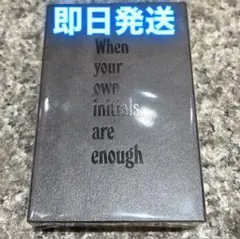 即日発送
When
your
own
initials
are
enough